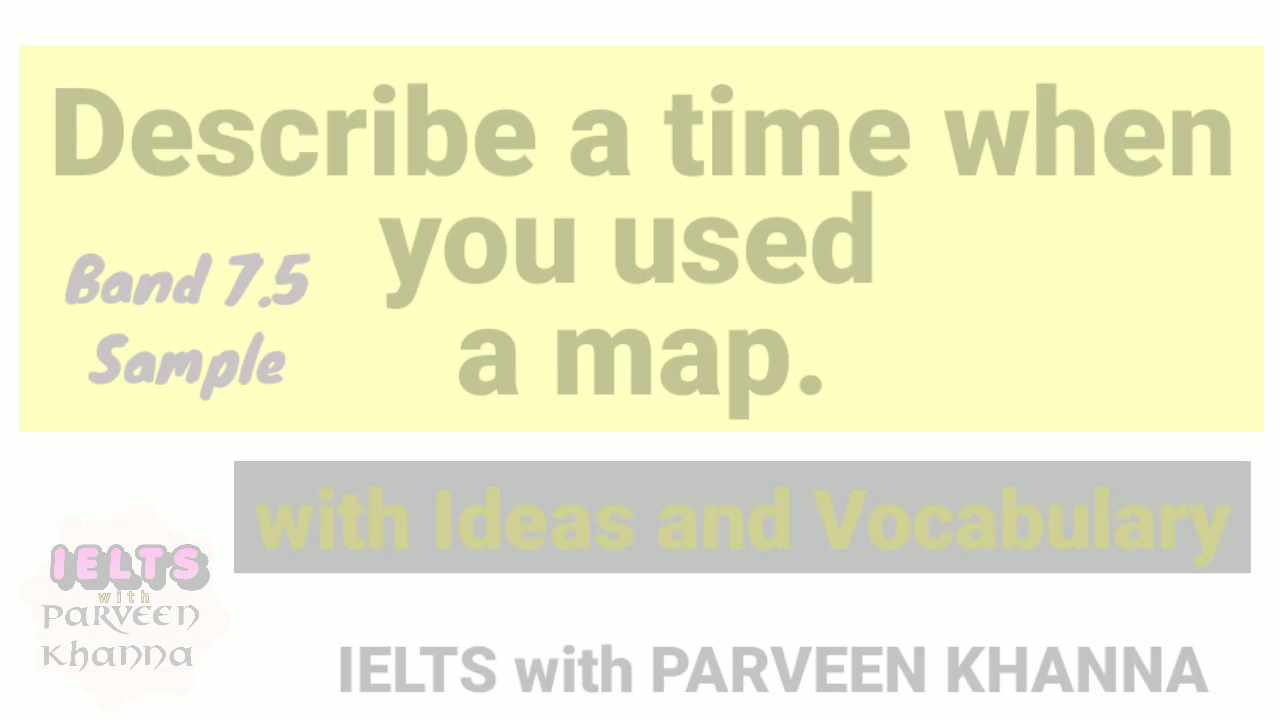 Describe a time when
you used
a map.
Band 7.5
Sample
with Ideas and Vocabulary
IELTS
with
PARVEEN
Khanna
IELTS with PARVEEN KHANNA